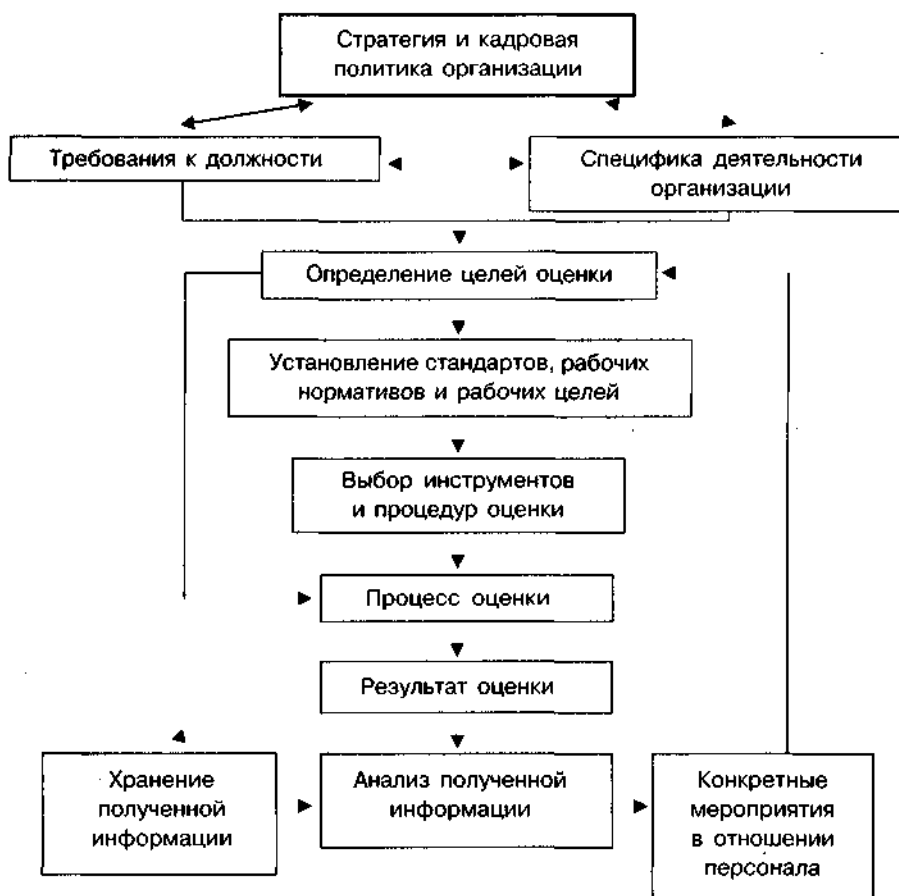 Стратегия и кадровая
политика организации
Требования к должности
Специфика деятельности
организации
Определение целей оценки
Установление стандартов, рабочих
нормативов и рабочих целей
Выбор инструментов
и процедур оценки
Процесс оценки
Результат оценки
Хранение
полученной
информации
Анализ полученной
информации
Конкретные
мероприятия
в отношении
персонала